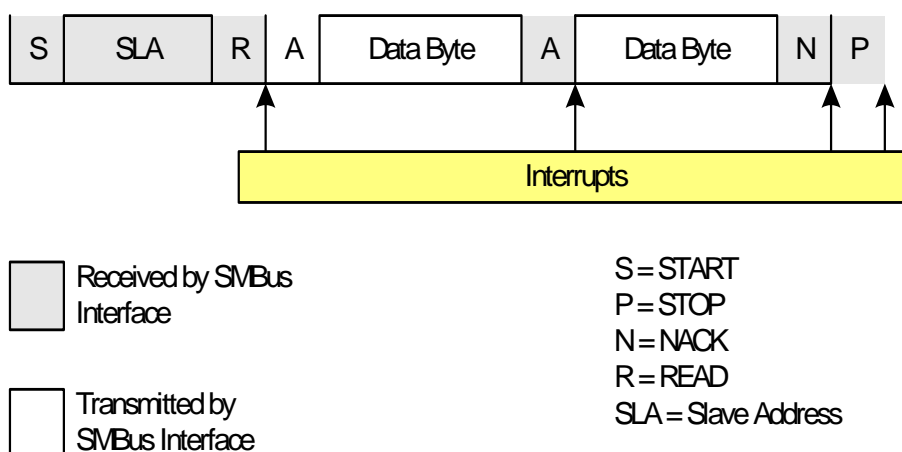 S SLA R A Data Byte A Data Byte N P
Interrupts
Received by SMBus
Interface
Transmitted by
SMBus Interface
S = START
P = STOP
N = NACK
R = READ
SLA = Slave Address